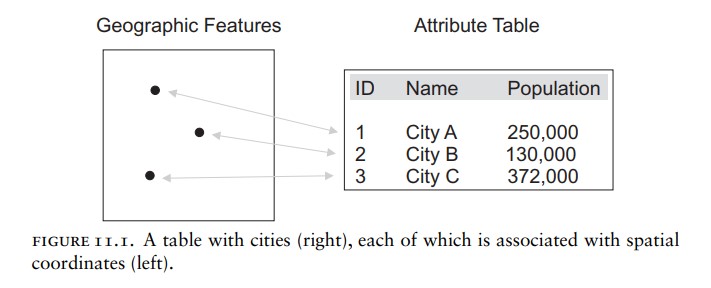 Geographic Features
Attribute Table
ID Name Population
1 City A 250,000
2 City B 130,000
3 City C 372,000
FIGURE 11.1. A table with cities (right), each of which is associated with spatial
coordinates (left).